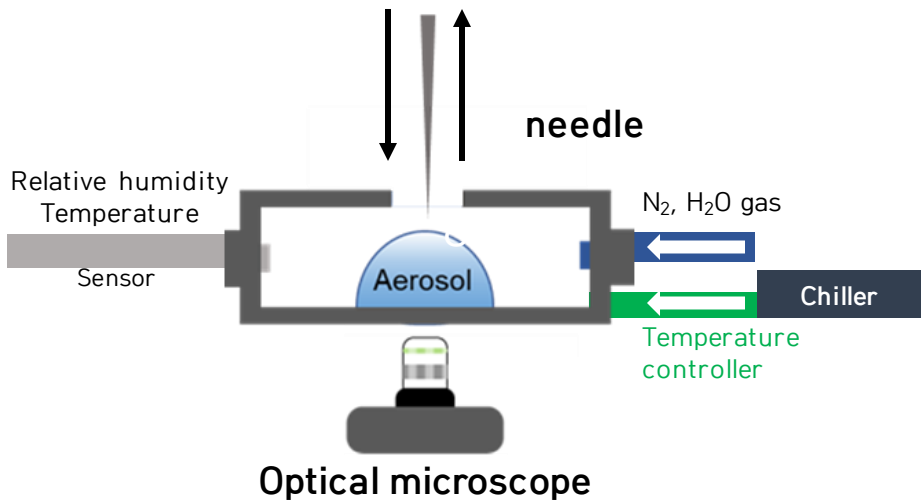 needle
Relative humidity
Temperature
Sensor
N₂, H₂O gas
Aerosol
Chiller
Temperature
controller
Optical microscope